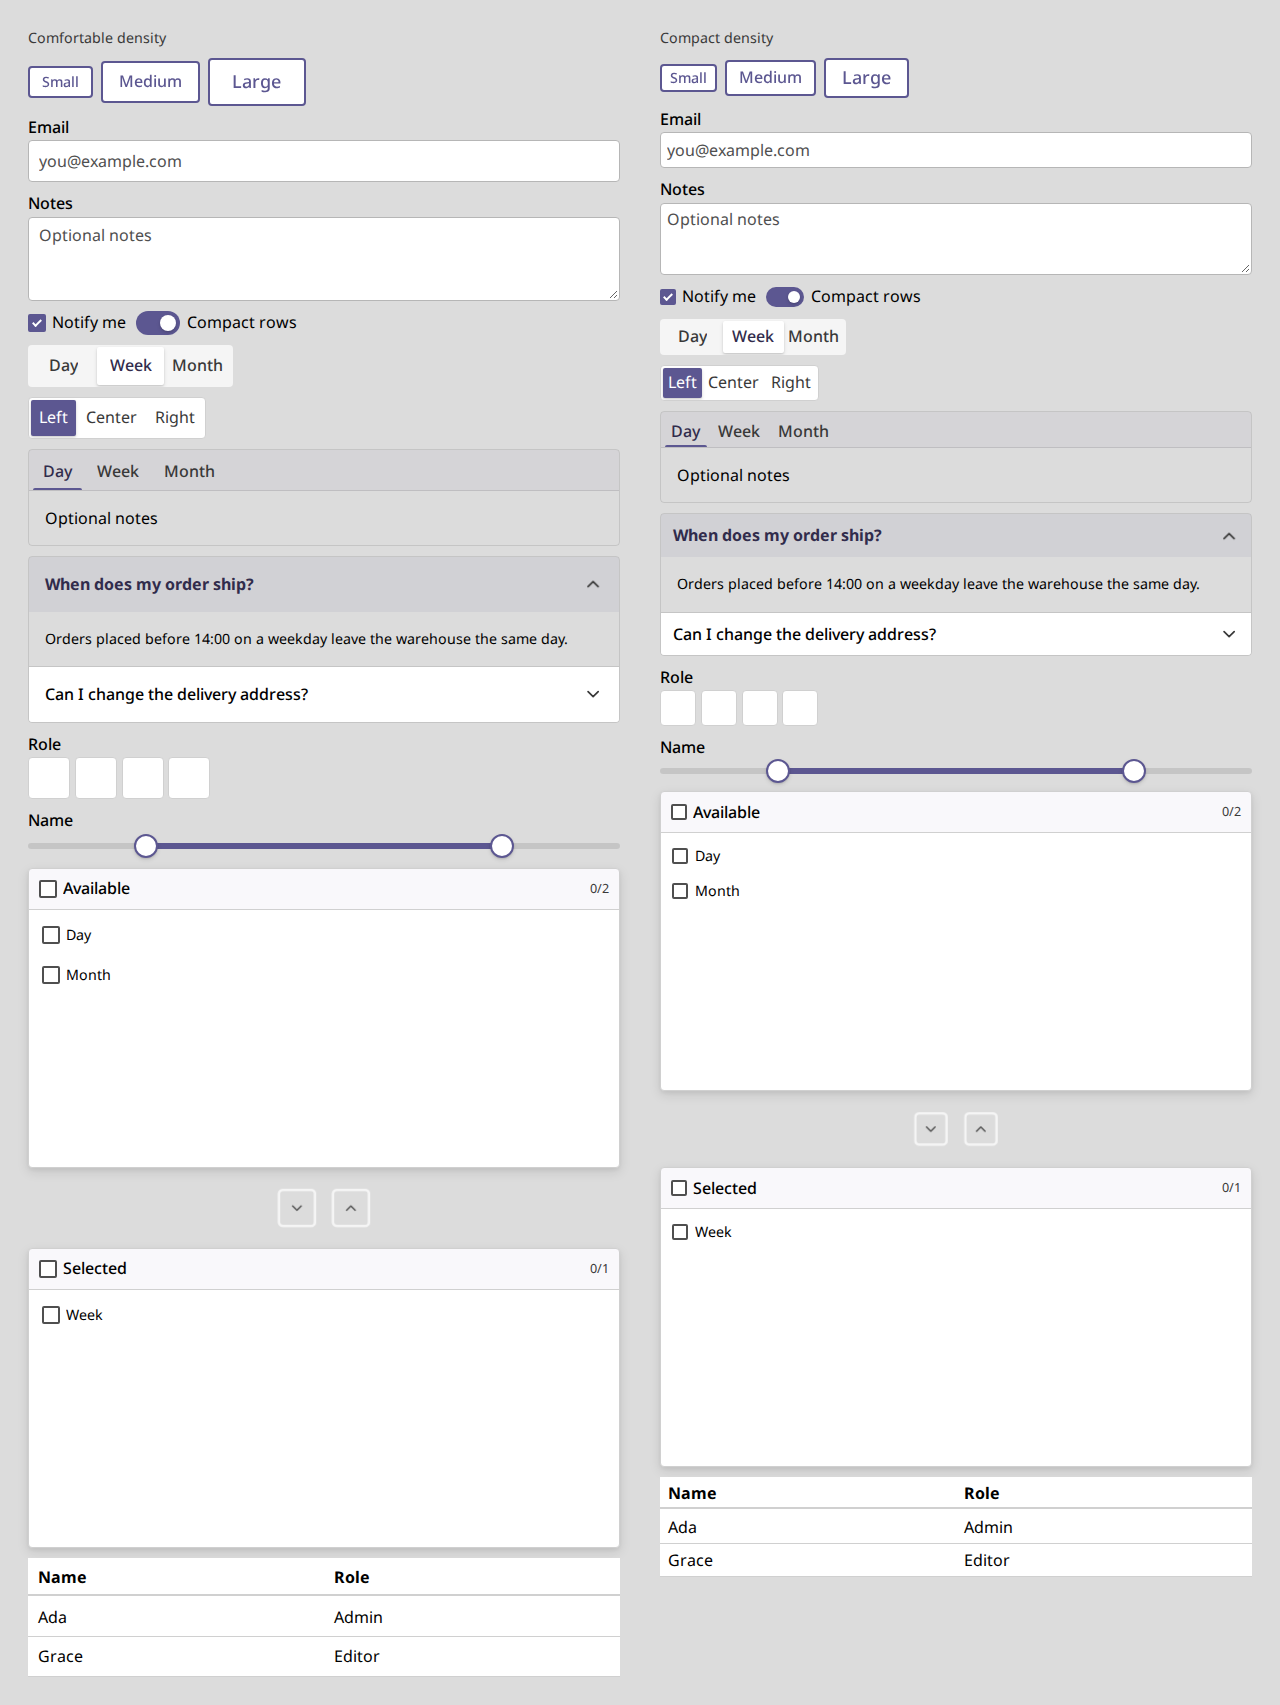 Comfortable density
Small Medium Large
Email
you@example.com
Notes
Optional notes
Notify me Compact rows
Day Week Month
Left Center Right
Day Week Month
Optional notes
When does my order ship?
Orders placed before 14:00 on a weekday leave the warehouse the same day.
Can I change the delivery address?
Role
Name
Available 0/2
Day
Month
Selected 0/1
Week
Name Role
Ada Admin
Grace Editor
Compact density
Small Medium Large
Email
you@example.com
Notes
Optional notes
Notify me Compact rows
Day Week Month
Left Center Right
Day Week Month
Optional notes
When does my order ship?
Orders placed before 14:00 on a weekday leave the warehouse the same day.
Can I change the delivery address?
Role
Name
Available 0/2
Day
Month
Selected 0/1
Week
Name Role
Ada Admin
Grace Editor